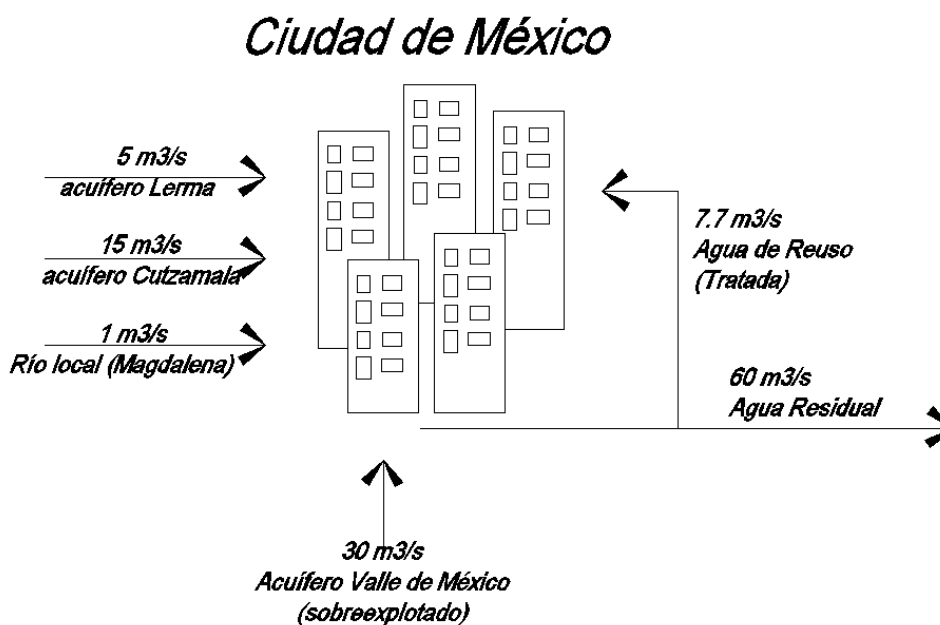 Ciudad de México
5 m3/s
acuífero Lerma
15 m3/s
acuífero Cutzamala
1 m3/s
Río local (Magdalena)
7.7 m3/s
Agua de Reuso
(Tratada)
60 m3/s
Agua Residual
30 m3/s
Acuífero Valle de México
(sobreexplotado)